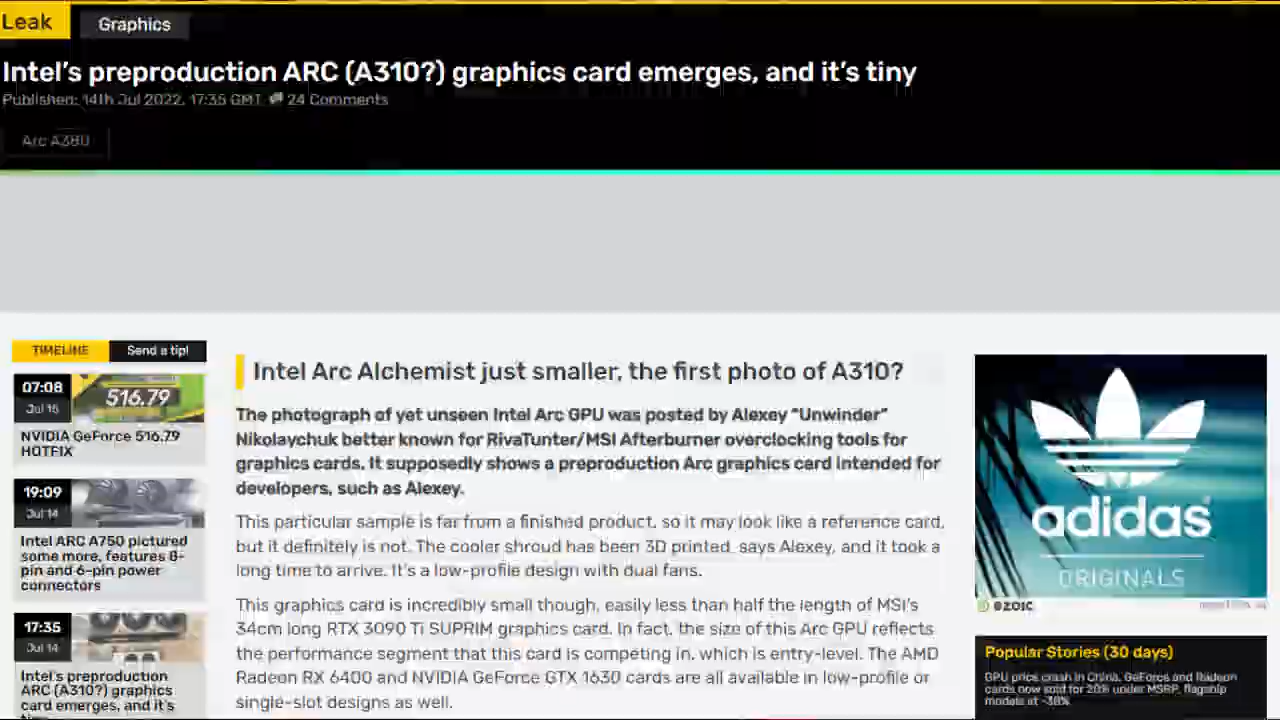 Leak
Graphics
Intel's preproduction ARC (A310?) graphics card emerges, and it's tiny
Published: 14th Jul 2022, 17:35 GMT 24 Comments
Arc A380
TIMELINE
Send a tip!
07:08
Jul 15
516.79
NVIDIA GeForce 516.79
HOTFIX
19:09
Jul 14
Intel ARC A750 pictured
some more, features 8-
pin and 6-pin power
connectors
17:35
Jul 14
Intel's preproduction
ARC (A310?) graphics
card emerges, and it's
Intel Arc Alchemist just smaller, the first photo of A310?
The photograph of yet unseen Intel Arc GPU was posted by Alexey "Unwinder"
Nikolaychuk better known for RivaTunter/MSI Afterburner overclocking tools for
graphics cards. It supposedly shows a preproduction Arc graphics card intended for
developers, such as Alexey.
This particular sample is far from a finished product, so it may look like a reference card,
but it definitely is not. The cooler shroud has been 3D printed, says Alexey, and it took a
long time to arrive. It's a low-profile design with dual fans.
This graphics card is incredibly small though, easily less than half the length of MSI's
34cm long RTX 3090 Ti SUPRIM graphics card. In fact, the size of this Arc GPU reflects
the performance segment that this card is competing in, which is entry-level. The AMD
Radeon RX 6400 and NVIDIA GeForce GTX 1630 cards are all available in low-profile or
single-slot designs as well.
adidas
ORIGINALS
EZOIC
Popular Stories (30 days)
GPU price crash in China, GeForce and Radeon
cards now sold for 20% under MSRP, flagship
models at -38%